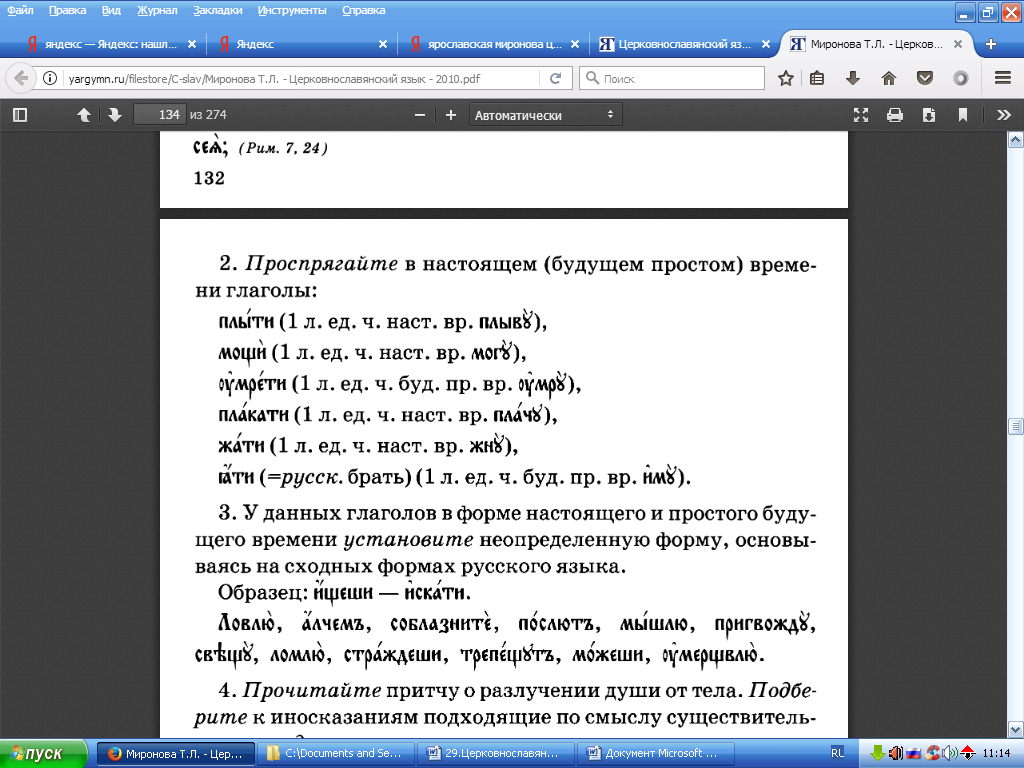 Файл Правка Вид Журнал Закладки Инструменты Справка
яндекс — Яндекс: нашл... Яндекс ярославская миронова ц... Церковнославянский яз... Миронова Т.Л. - Церков...
yargymn.ru/filestore/C-slav/Миронова Т.Л. - Церковнославянский язык - 2010.pdf Поиск
134 из 274 Автоматически
сеѧ̀; (Рим. 7, 24)
132
2. Проспрягайте в настоящем (будущем простом) време-
ни глаголы:
плы́ти (1 л. ед. ч. наст. вр. плывꙋ̀),
мощѝ (1 л. ед. ч. наст. вр. могꙋ̀),
ᲂу҆мре́ти (1 л. ед. ч. буд. пр. вр. ᲂу҆мрꙋ̀),
пла́кати (1 л. ед. ч. наст. вр. пла́чꙋ),
жа́ти (1 л. ед. ч. наст. вр. жнꙋ̀),
ꙗ҆́ти (=русск. брать) (1 л. ед. ч. буд. пр. вр. и҆мꙋ̀).
3. У данных глаголов в форме настоящего и простого буду-
щего времени установите неопределенную форму, основы-
ваясь на сходных формах русского языка.
Образец: и҆́щеши — и҆ска́ти.
Ловлю̀, а҆́лчемъ, соблазнитѐ, по́слютъ, мы́шлю, пригвождꙋ̀,
свѣщꙋ̀, ломлю̀, стра́ждеши, трепе́щꙋтъ, мо́жеши, ᲂу҆мерщвлю̀.
4. Прочитайте притчу о разлучении души от тела. Подбе-
рите к иносказаниям подходящие по смыслу существитель-
пуск Миронова Т.Л. - Цер... C:\Documents and Se... 29.Церковнославян... Документ Microsoft ... RL 11:14